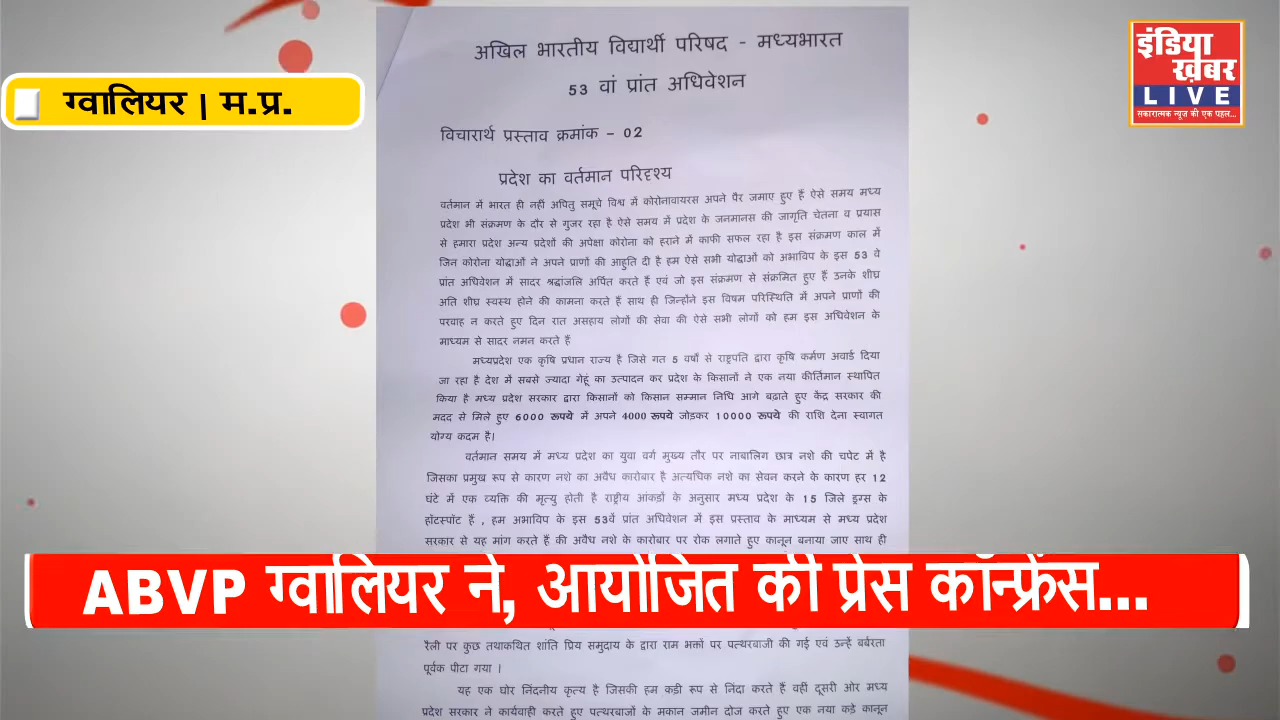 अखिल भारतीय विद्यार्थी परिषद - मध्यभारत
53 वां प्रांत अधिवेशन
ग्वालियर | म.प्र.
इंडिया
ख़बर
LIVE
सकारात्मक न्यूज़ की एक पहल...
विचारार्थ प्रस्ताव क्रमांक – 02
प्रदेश का वर्तमान परिदृश्य
वर्तमान में भारत ही नहीं अपितु समूचे विश्व में कोरोनावायरस अपने पैर जमाए हुए हैं ऐसे समय मध्य
प्रदेश भी संक्रमण के दौर से गुजर रहा है ऐसे समय में प्रदेश के जनमानस की जागृति चेतना व प्रयास
से हमारा प्रदेश अन्य प्रदेशों की अपेक्षा कोरोना को हराने में काफी सफल रहा है इस संक्रमण काल में
जिन कोरोना योद्धाओं ने अपने प्राणों की आहुति दी है हम ऐसे सभी योद्धाओं को अभाविप के इस 53 वे
प्रांत अधिवेशन में सादर श्रद्धांजलि अर्पित करते हैं एवं जो इस संक्रमण से संक्रमित हुए हैं उनके शीघ्र
अति शीघ्र स्वस्थ होने की कामना करते हैं साथ ही जिन्होंने इस विषम परिस्थिति में अपने प्राणों की
परवाह न करते हुए दिन रात असहाय लोगों की सेवा की ऐसे सभी लोगों को हम इस अधिवेशन के
माध्यम से सादर नमन करते हैं
मध्यप्रदेश एक कृषि प्रधान राज्य है जिसे गत 5 वर्षों से राष्ट्रपति द्वारा कृषि कर्मण अवार्ड दिया
जा रहा है देश में सबसे ज्यादा गेहूं का उत्पादन कर प्रदेश के किसानों ने एक नया कीर्तिमान स्थापित
किया है मध्य प्रदेश सरकार द्वारा किसानों को किसान सम्मान निधि आगे बढ़ाते हुए केंद्र सरकार की
मदद से मिले हुए 6000 रूपये में अपने 4000 रूपये जोड़कर 10000 रूपये की राशि देना स्वागत
योग्य कदम है।
वर्तमान समय में मध्य प्रदेश का युवा वर्ग मुख्य तौर पर नाबालिग छात्र नशे की चपेट में है
जिसका प्रमुख रूप से कारण नशे का अवैध कारोबार है अत्यधिक नशे का सेवन करने के कारण हर 12
घंटे में एक व्यक्ति की मृत्यु होती है राष्ट्रीय आंकड़ों के अनुसार मध्य प्रदेश के 15 जिले ड्रग्स के
हॉटस्पॉट हैं , हम अभाविप के इस 53वें प्रांत अधिवेशन में इस प्रस्ताव के माध्यम से मध्य प्रदेश
सरकार से यह मांग करते हैं की अवैध नशे के कारोबार पर रोक लगाते हुए कानून बनाया जाए साथ ही
ABVP ग्वालियर ने, आयोजित की प्रेस कॉन्फ्रेंस...
रैली पर कुछ तथाकथित शांति प्रिय समुदाय के द्वारा राम भक्तों पर पत्थरबाजी की गई एवं उन्हें बर्बरता
पूर्वक पीटा गया ।
यह एक घोर निंदनीय कृत्य है जिसकी हम कड़ी रूप से निंदा करते हैं वहीं दूसरी ओर मध्य
प्रदेश सरकार ने कार्यवाही करते हुए पत्थरबाजों के मकान जमीन दोज करते हुए एक नया कड़े कानून